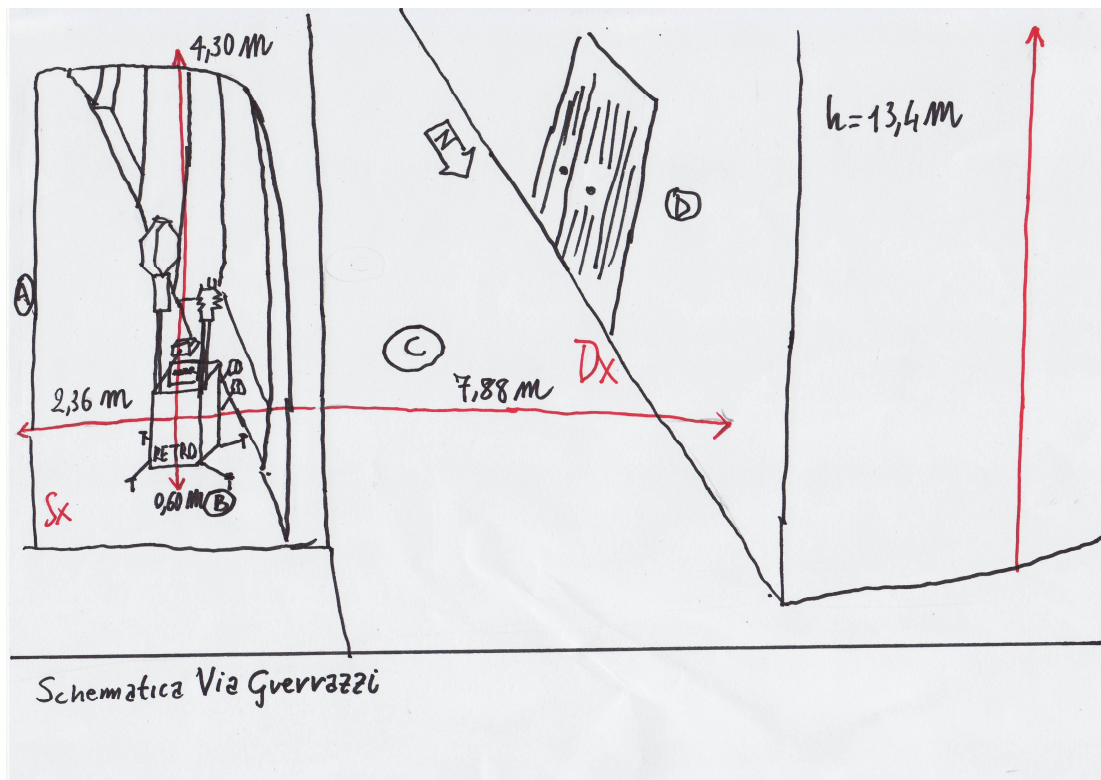 4,30 m
h=13,4 m
N
D
A
C
Dx
2,36 m
7,88 m
RETRO
0,60 m B
Sx
Schematica Via Guerrazzi